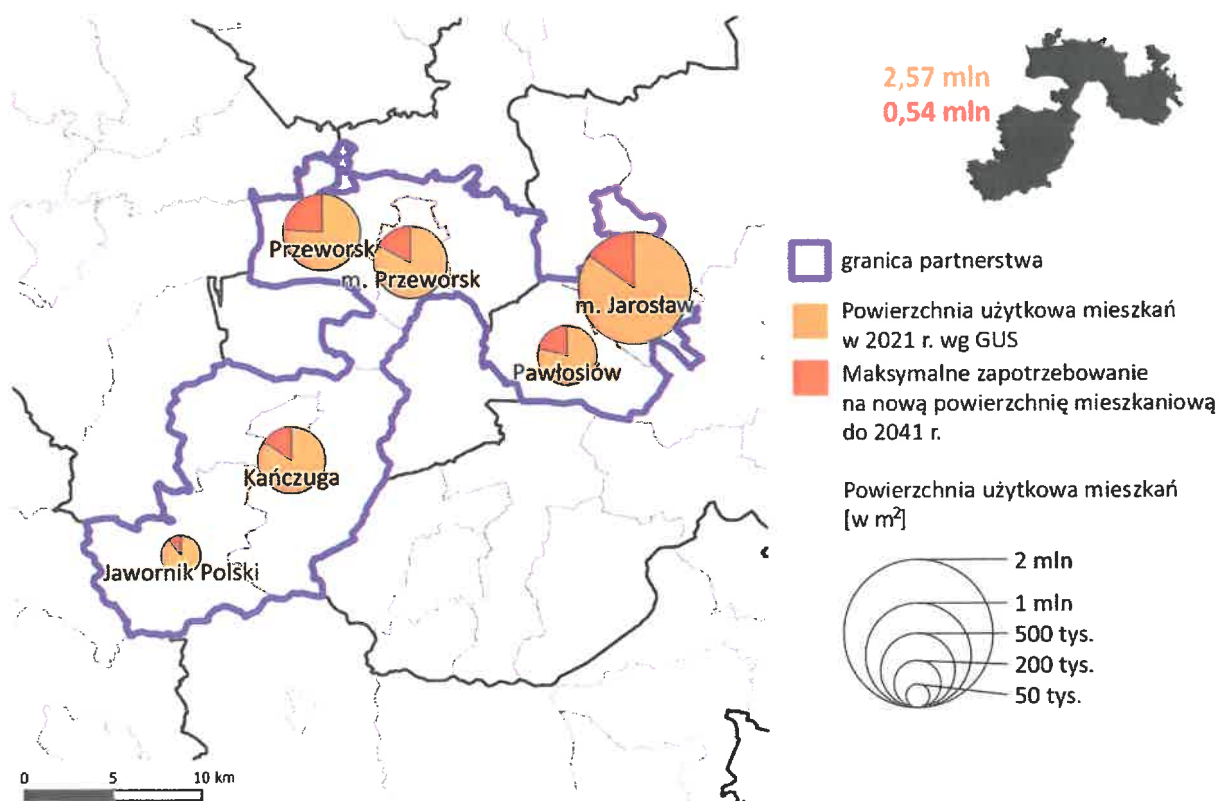 2,57 mln
0,54 mln
Przeworsk
m. Przeworsk
m. Jarosław
Pawłosiów
Kańczuga
Jawornik Polski
0 5 10 km
granica partnerstwa
Powierzchnia użytkowa mieszkań
w 2021 r. wg GUS
Maksymalne zapotrzebowanie
na nową powierzchnię mieszkaniową
do 2041 r.
Powierzchnia użytkowa mieszkań
[w m²]
2 mln
1 mln
500 tys.
200 tys.
50 tys.